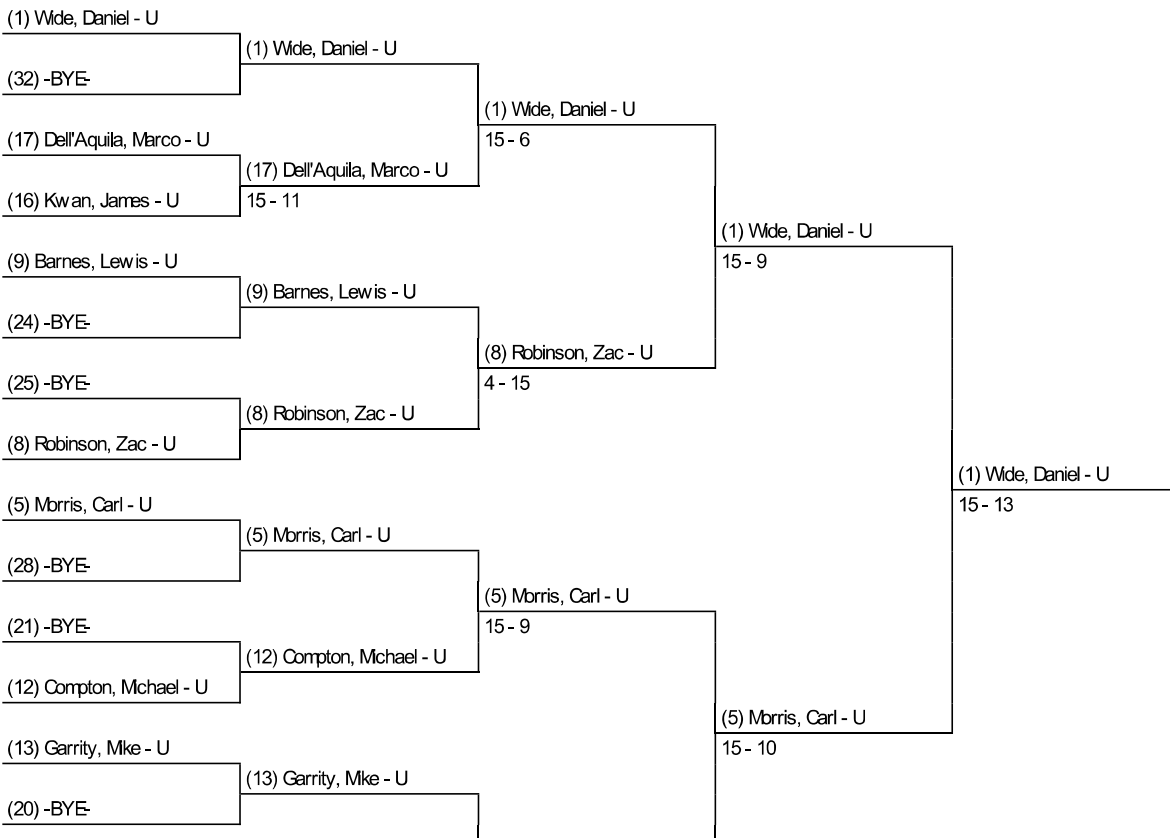 (1) Wide, Daniel - U
(32) -BYE-
(17) Dell'Aquila, Marco - U
(16) Kwan, James - U
(9) Barnes, Lewis - U
(24) -BYE-
(25) -BYE-
(8) Robinson, Zac - U
(5) Morris, Carl - U
(28) -BYE-
(21) -BYE-
(12) Compton, Michael - U
(13) Garrity, Mike - U
(20) -BYE-
(1) Wide, Daniel - U
(17) Dell'Aquila, Marco - U
15 - 11
(9) Barnes, Lewis - U
(8) Robinson, Zac - U
(5) Morris, Carl - U
(12) Compton, Michael - U
(13) Garrity, Mike - U
(1) Wide, Daniel - U
15 - 6
(8) Robinson, Zac - U
4 - 15
(5) Morris, Carl - U
15 - 9
(1) Wide, Daniel - U
15 - 9
(5) Morris, Carl - U
15 - 10
(1) Wide, Daniel - U
15 - 13